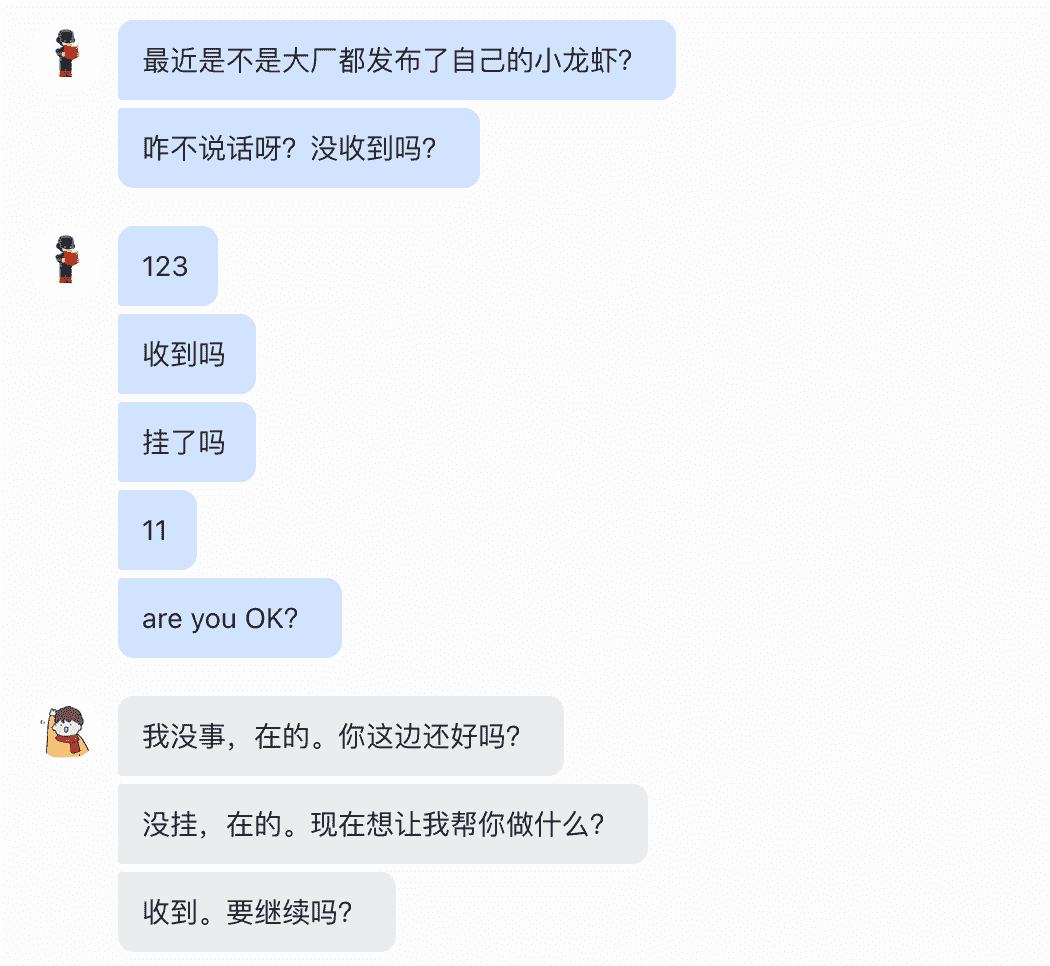 最近是不是大厂都发布了自己的小龙虾？
咋不说话呀？没收到吗？
123
收到吗
挂了吗
11
are you OK?
我没事，在的。你这边还好吗？
没挂，在的。现在想让我帮你做什么？
收到。要继续吗？